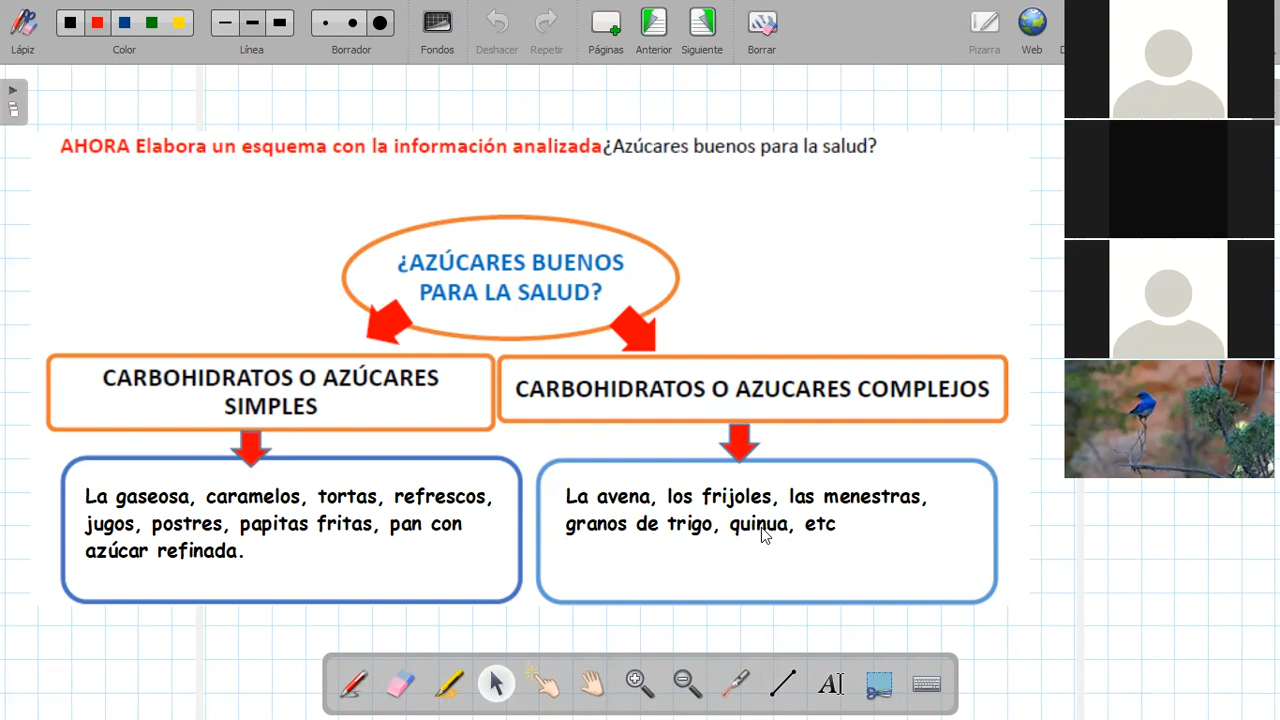 Lápiz
Color
Línea
Borrador
Fondos
Deshacer
Repetir
Páginas
Anterior
Siguiente
Borrar
Pizarra
Web
AHORA Elabora un esquema con la información analizada¿Azúcares buenos para la salud?
¿AZÚCARES BUENOS
PARA LA SALUD?
CARBOHIDRATOS O AZÚCARES
SIMPLES
CARBOHIDRATOS O AZUCARES COMPLEJOS
La gaseosa, caramelos, tortas, refrescos,
jugos, postres, papitas fritas, pan con
azúcar refinada.
La avena, los frijoles, las menestras,
granos de trigo, quinua, etc